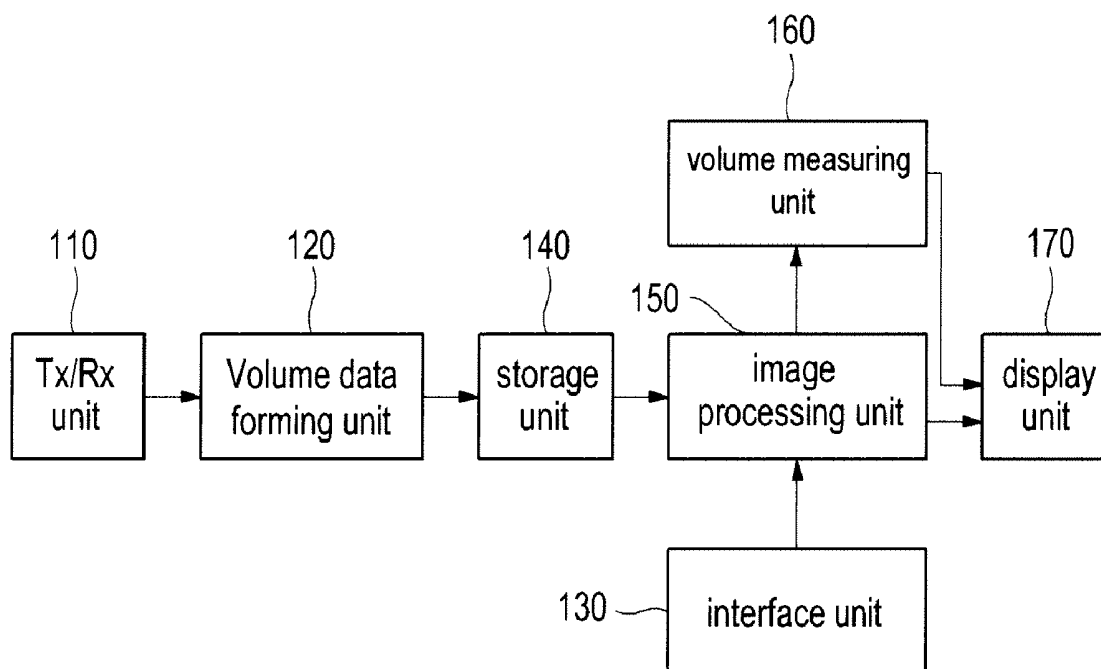 160
volume measuring
unit
110
120
140
150
170
Tx/Rx
unit
Volume data
forming unit
storage
unit
image
processing unit
display
unit
130
interface unit